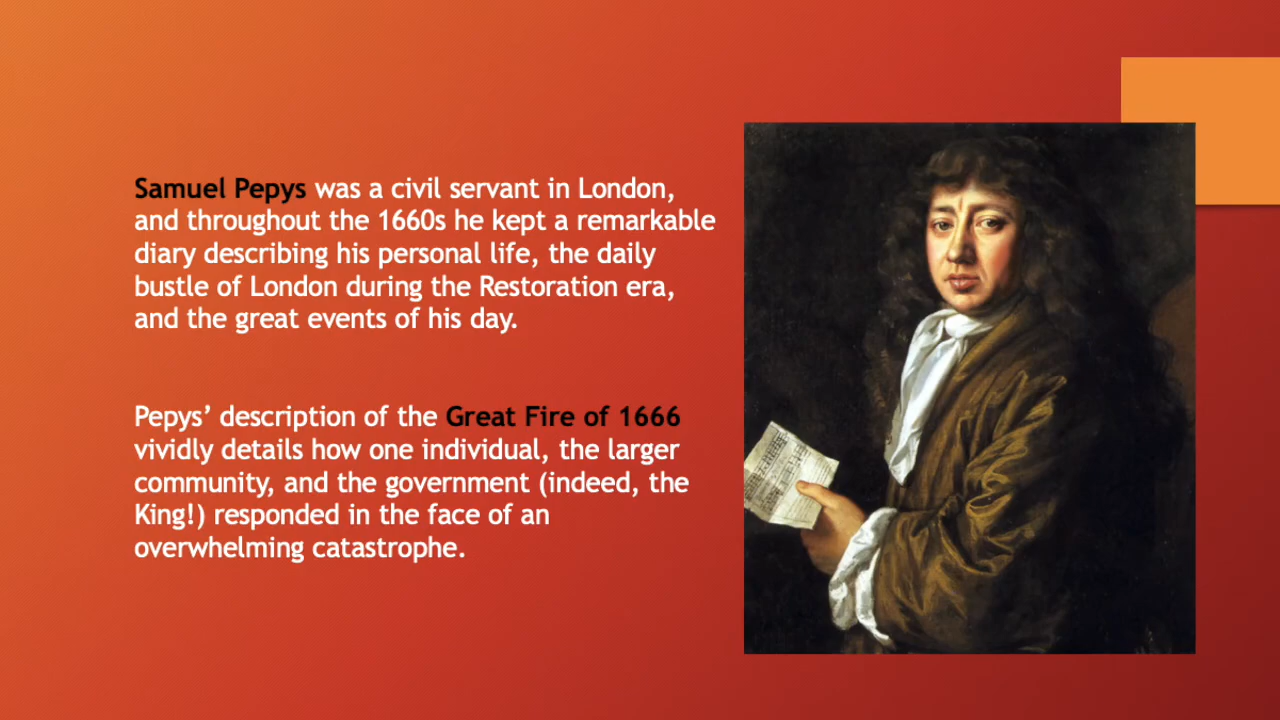 Samuel Pepys was a civil servant in London,
and throughout the 1660s he kept a remarkable
diary describing his personal life, the daily
bustle of London during the Restoration era,
and the great events of his day.
Pepys’ description of the Great Fire of 1666
vividly details how one individual, the larger
community, and the government (indeed, the
King!) responded in the face of an
overwhelming catastrophe.